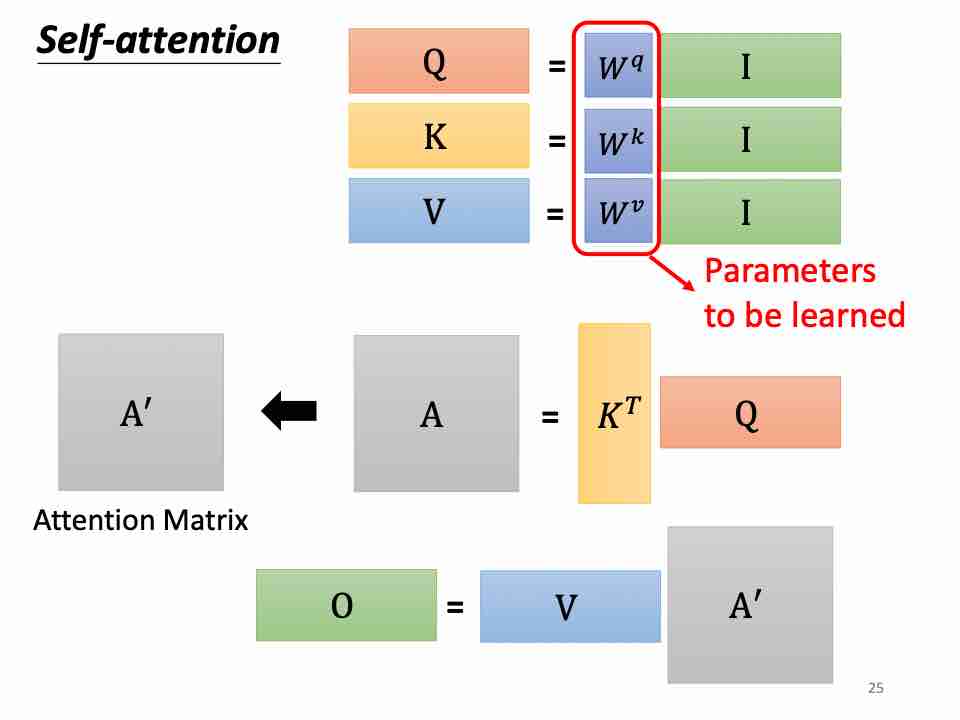 Self-attention
Q = W^q I
K = W^k I
V = W^v I
Parameters
to be learned
A′ A = K^T Q
Attention Matrix
O = V A′
25